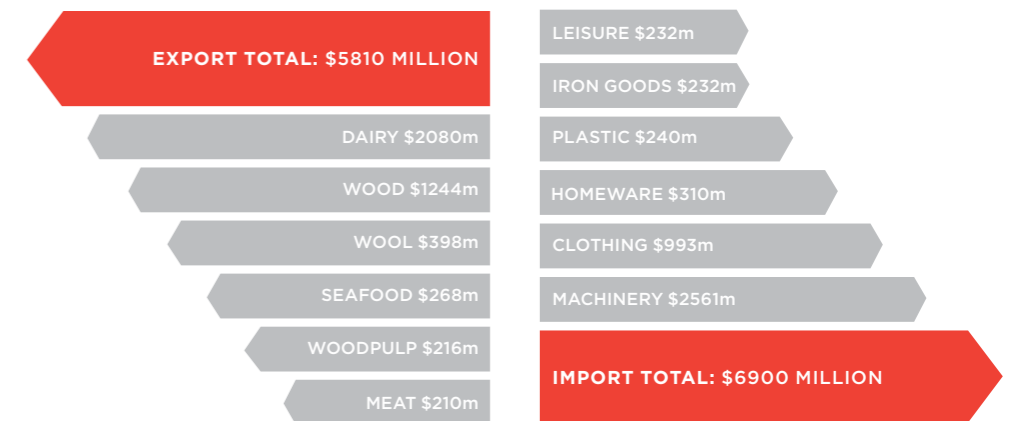 EXPORT TOTAL: $5810 MILLION
DAIRY $2080m
WOOD $1244m
WOOL $398m
SEAFOOD $268m
WOODPULP $216m
MEAT $210m
LEISURE $232m
IRON GOODS $232m
PLASTIC $240m
HOMEWARE $310m
CLOTHING $993m
MACHINERY $2561m
IMPORT TOTAL: $6900 MILLION